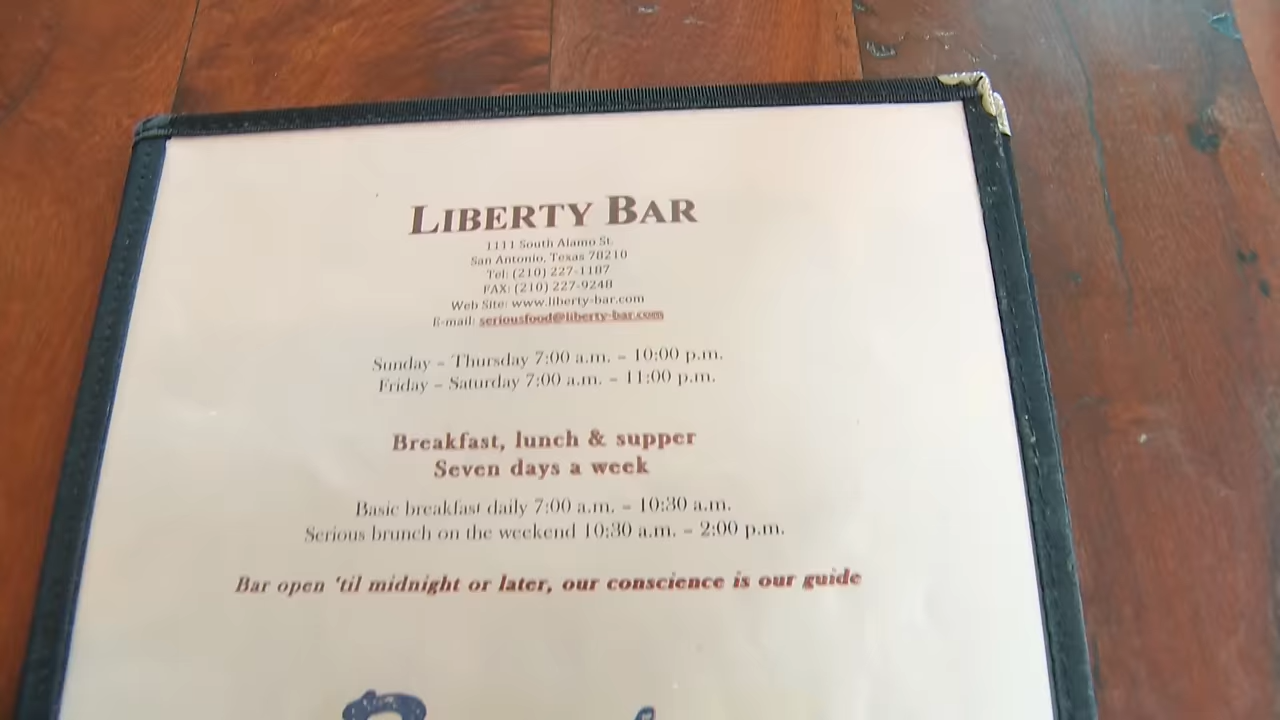 LIBERTY BAR
1111 South Alamo St.
San Antonio, Texas 78210
Tel: (210) 227-1187
FAX: (210) 227-9248
Web Site: www.liberty-bar.com
E-mail: seriousfood@liberty-bar.com
Sunday – Thursday 7:00 a.m. – 10:00 p.m.
Friday – Saturday 7:00 a.m. – 11:00 p.m.
Breakfast, lunch & supper
Seven days a week
Basic breakfast daily 7:00 a.m. – 10:30 a.m.
Serious brunch on the weekend 10:30 a.m. – 2:00 p.m.
Bar open 'til midnight or later, our conscience is our guide